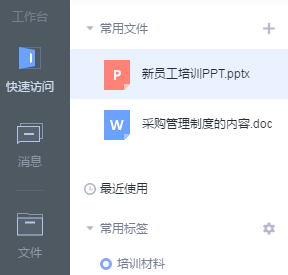 工作台
快速访问
消息
文件
常用文件
P 新员工培训PPT.pptx
W 采购管理制度的内容.doc
最近使用
常用标签
培训材料